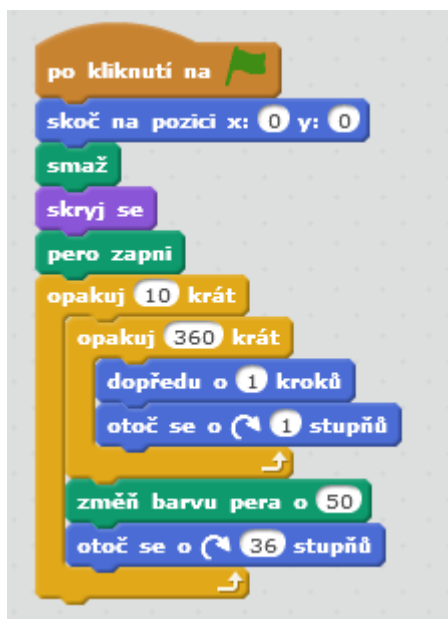 po kliknutí na
skoč na pozici x: 0 y: 0
smaž
skryj se
pero zapni
opakuj 10 krát
opakuj 360 krát
dopředu o 1 kroků
otoč se o 1 stupňů
změň barvu pera o 50
otoč se o 36 stupňů